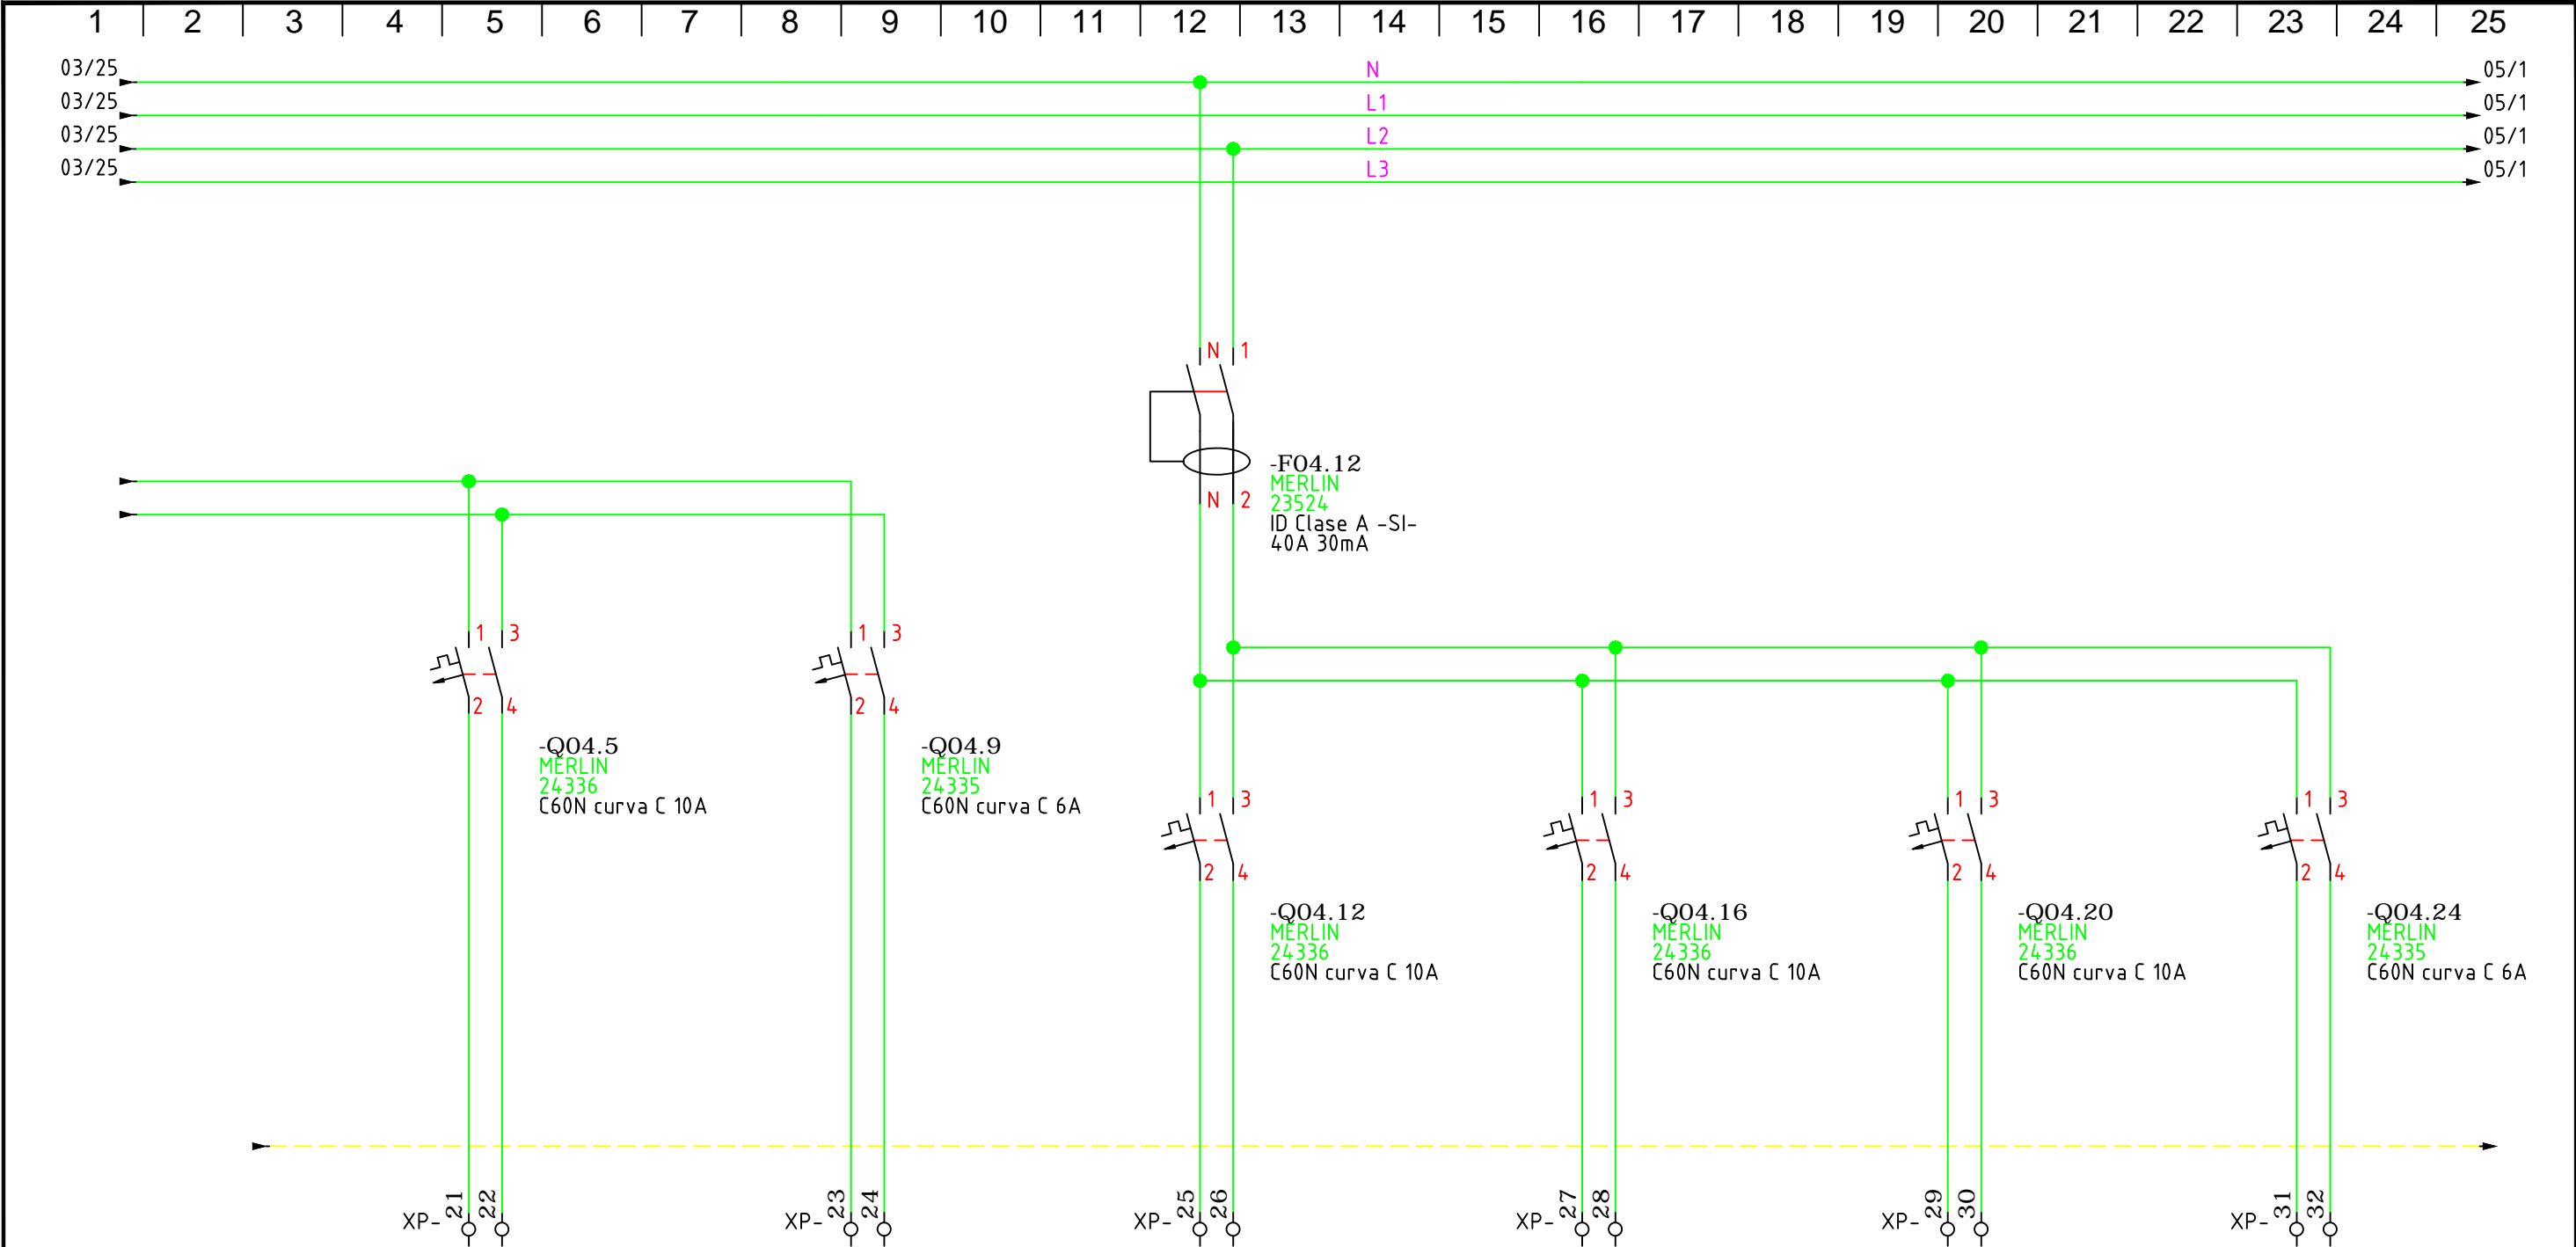 1 2 3 4 5 6 7 8 9 10 11 12 13 14 15 16 17 18 19 20 21 22 23 24 25
03/25 N 05/1
03/25 L1 05/1
03/25 L2 05/1
03/25 L3 05/1
N 1
N 2
-F04.12
MERLIN
23524
ID Clase A -SI-
40A 30mA
1 3
2 4
-Q04.5
MERLIN
24336
C60N curva C 10A
1 3
2 4
-Q04.9
MERLIN
24335
C60N curva C 6A
1 3
2 4
-Q04.12
MERLIN
24336
C60N curva C 10A
1 3
2 4
-Q04.16
MERLIN
24336
C60N curva C 10A
1 3
2 4
-Q04.20
MERLIN
24336
C60N curva C 10A
1 3
2 4
-Q04.24
MERLIN
24335
C60N curva C 6A
XP- 21 22
XP- 23 24
XP- 25 26
XP- 27 28
XP- 29 30
XP- 31 32